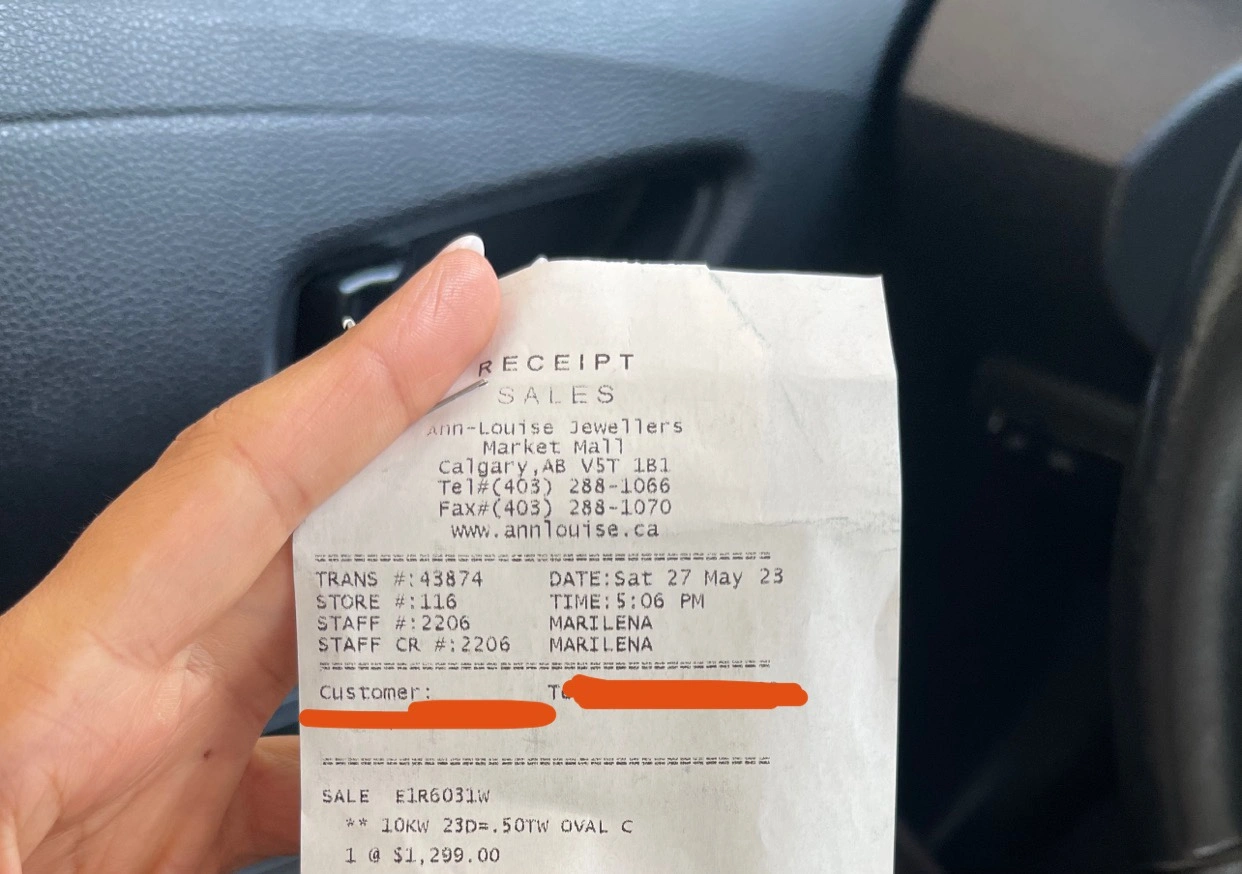 RECEIPT
SALES
Ann-Louise Jewellers
Market Mall
Calgary,AB V5T 1B1
Tel#(403) 288-1066
Fax#(403) 288-1070
www.annlouise.ca
TRANS #:43874 DATE:Sat 27 May 23
STORE #:116 TIME:5:06 PM
STAFF #:2206 MARILENA
STAFF CR #:2206 MARILENA
Customer:
SALE E1R6031W
** 10KW 23D=.50TW OVAL C
1 @ $1,299.00